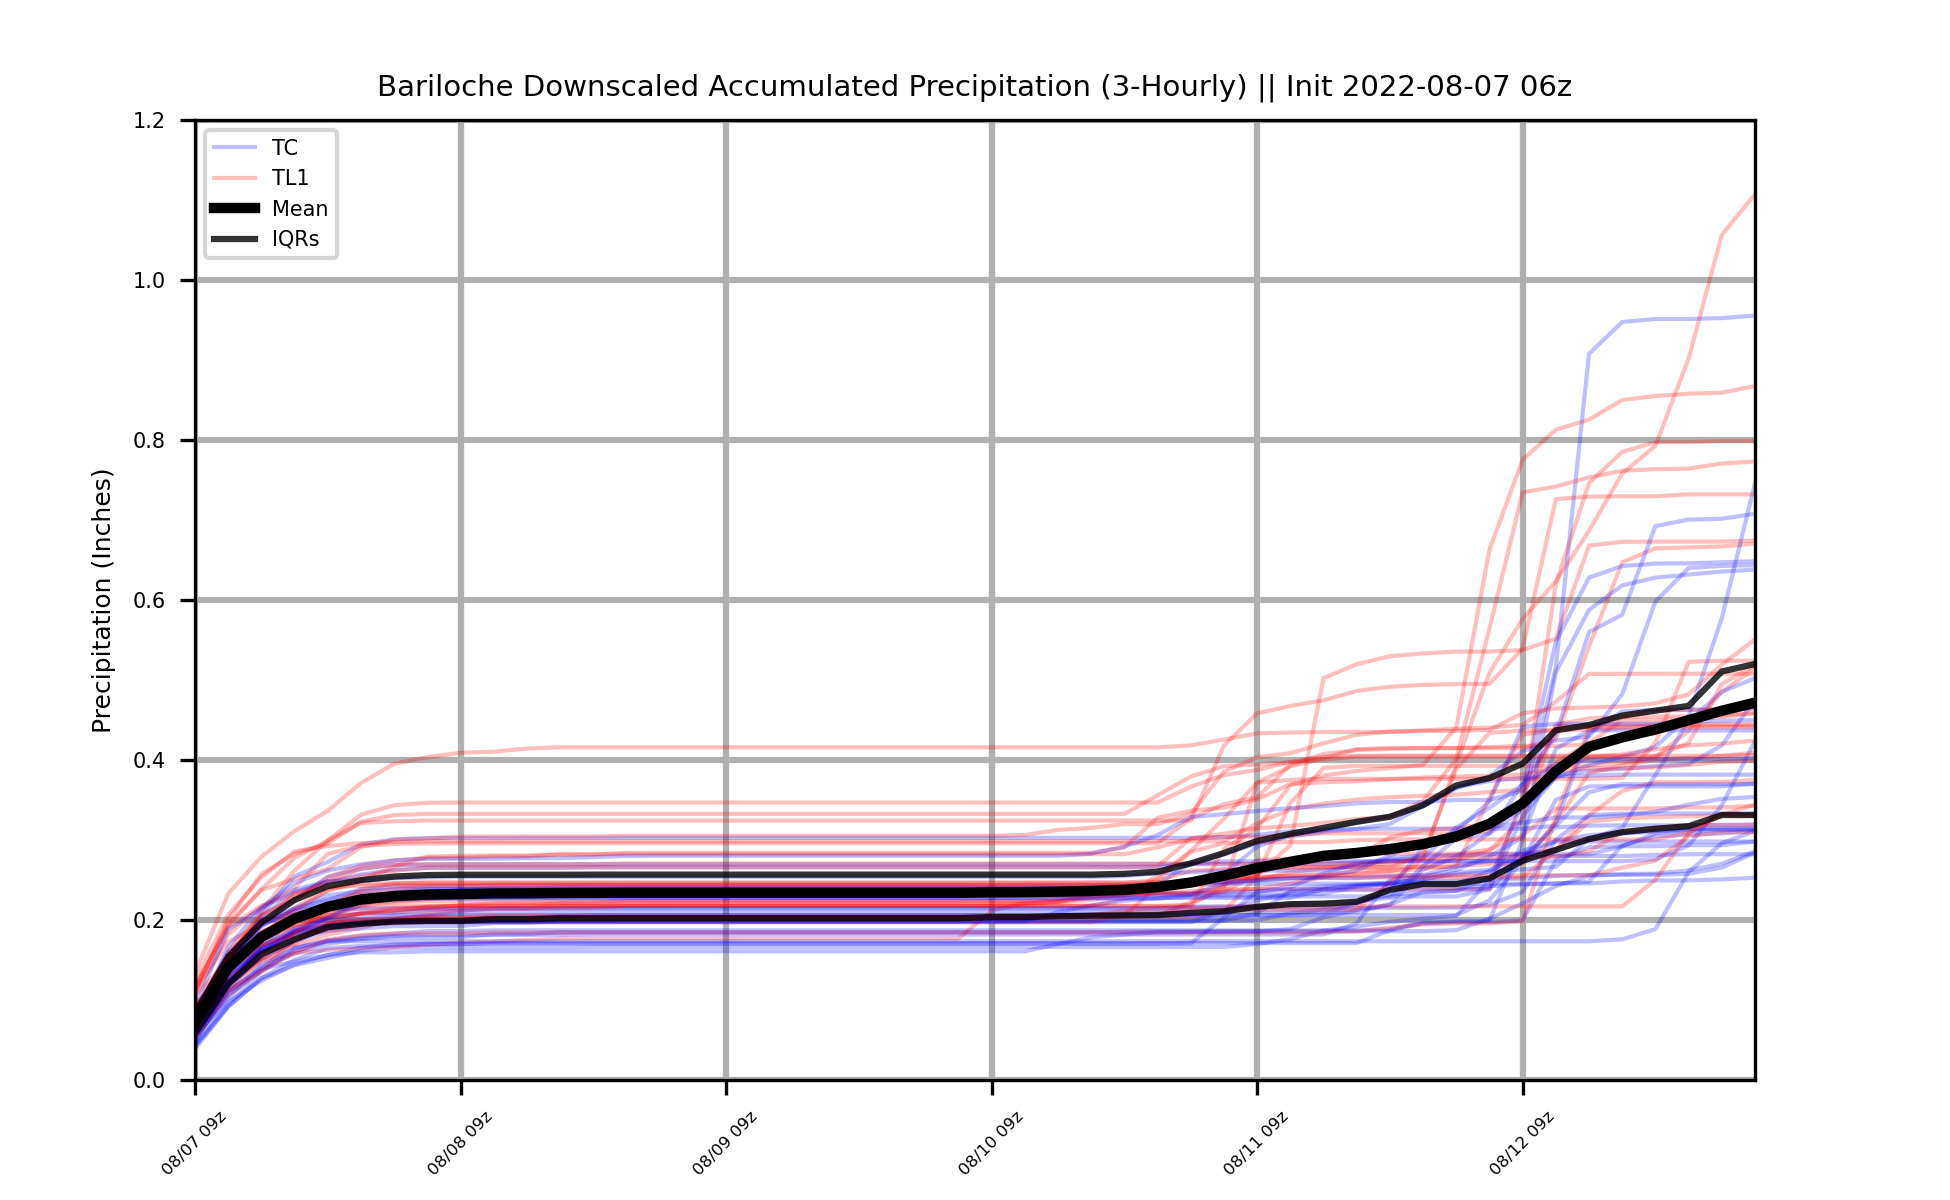 Bariloche Downscaled Accumulated Precipitation (3-Hourly) || Init 2022-08-07 06z
TC
TL1
Mean
IQRs
Precipitation (Inches)
1.2
1.0
0.8
0.6
0.4
0.2
0.0
08/07 09z
08/08 09z
08/09 09z
08/10 09z
08/11 09z
08/12 09z